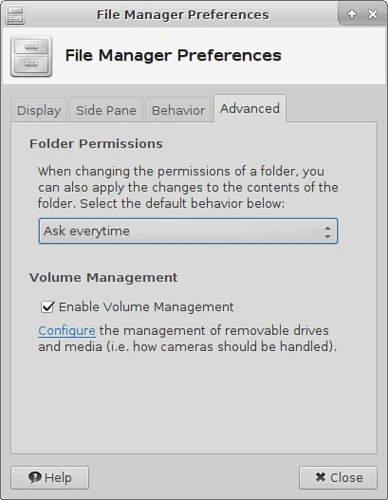 File Manager Preferences
File Manager Preferences
Display Side Pane Behavior Advanced
Folder Permissions
When changing the permissions of a folder, you
can also apply the changes to the contents of the
folder. Select the default behavior below:
Ask everytime
Volume Management
Enable Volume Management
Configure the management of removable drives
and media (i.e. how cameras should be handled).
Help Close